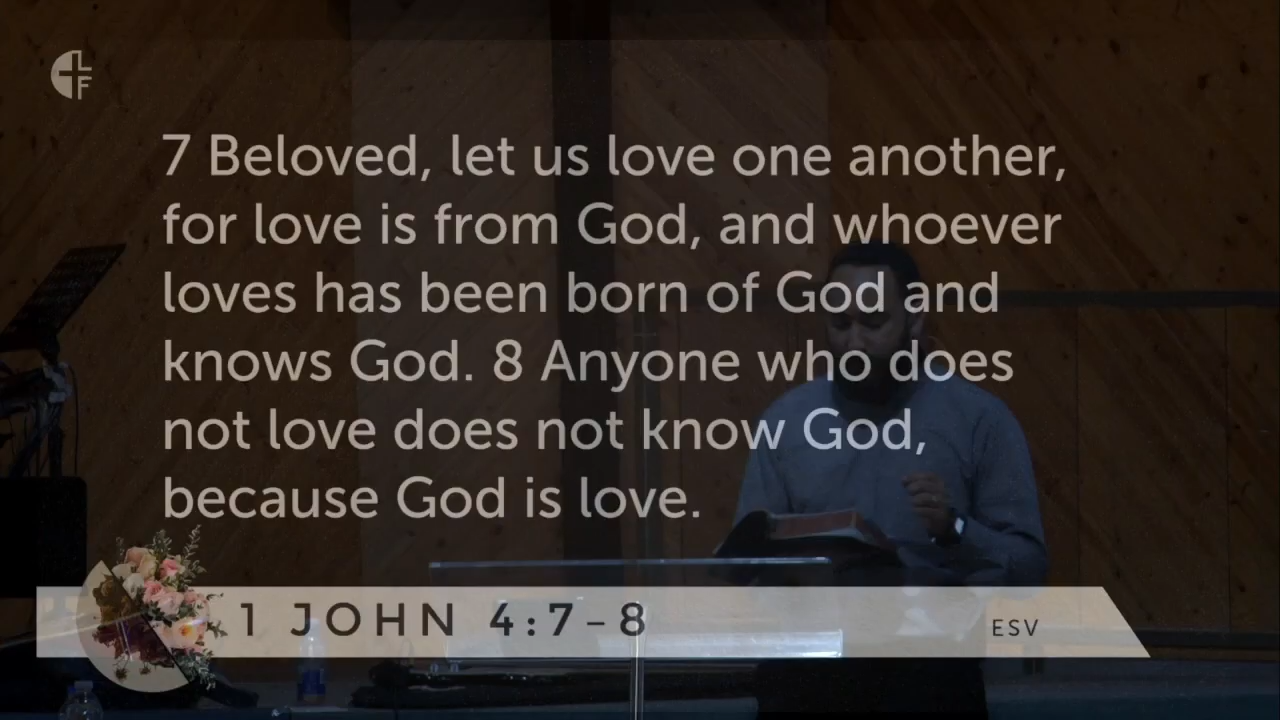 LF
7 Beloved, let us love one another,
for love is from God, and whoever
loves has been born of God and
knows God. 8 Anyone who does
not love does not know God,
because God is love.
1 JOHN 4:7-8
ESV